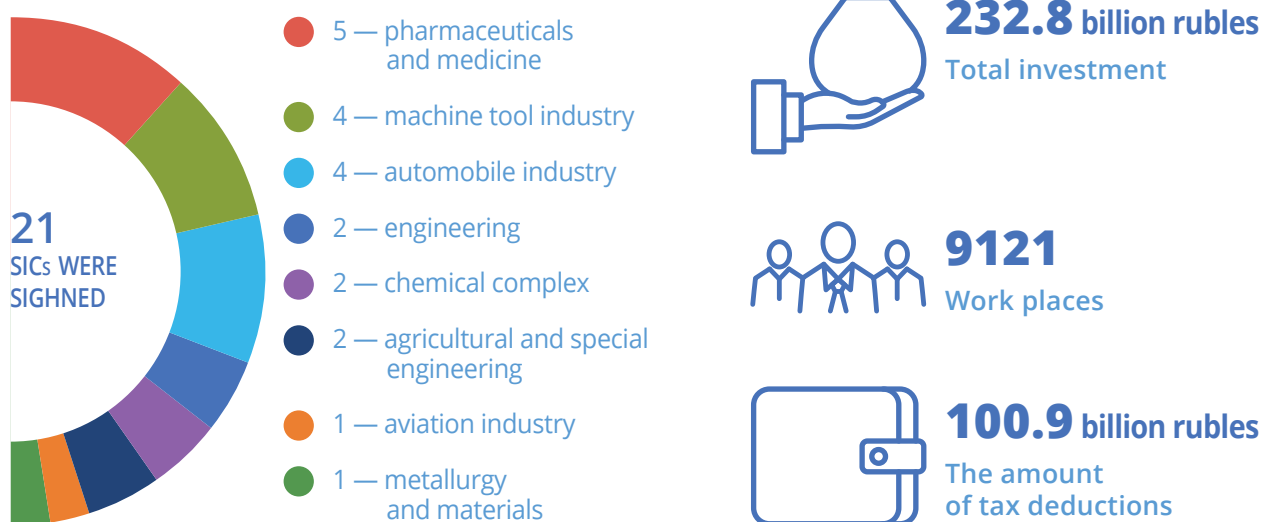 21
SICs WERE
SIGHNED
5 — pharmaceuticals
and medicine
4 — machine tool industry
4 — automobile industry
2 — engineering
2 — chemical complex
2 — agricultural and special
engineering
1 — aviation industry
1 — metallurgy
and materials
232.8 billion rubles
Total investment
9121
Work places
100.9 billion rubles
The amount
of tax deductions